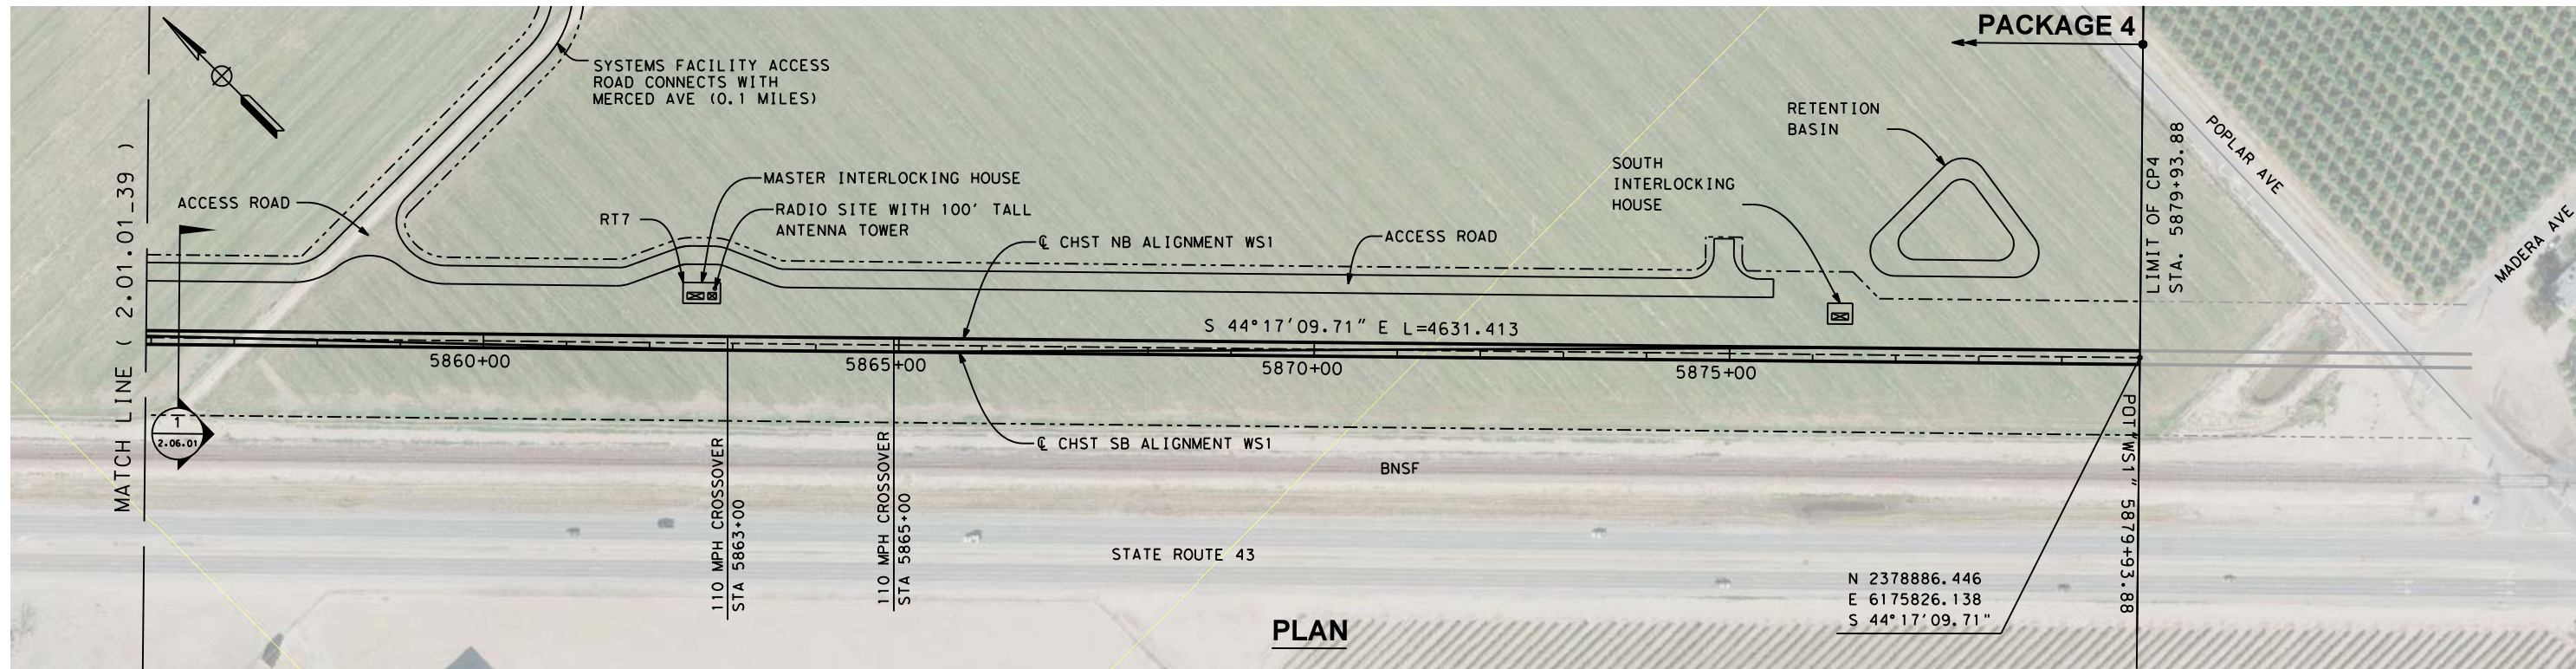 PACKAGE 4
SYSTEMS FACILITY ACCESS
ROAD CONNECTS WITH
MERCED AVE (0.1 MILES)
RETENTION
BASIN
POPLAR AVE
MADERA AVE
LIMIT OF CP4
STA. 5879+93.88
MATCH LINE ( 2.01.01_39 )
ACCESS ROAD
MASTER INTERLOCKING HOUSE
RT7
RADIO SITE WITH 100' TALL
ANTENNA TOWER
SOUTH
INTERLOCKING
HOUSE
℄ CHST NB ALIGNMENT WS1
ACCESS ROAD
S 44°17'09.71" E L=4631.413
5860+00
5865+00
5870+00
5875+00
1
2.06.01
℄ CHST SB ALIGNMENT WS1
110 MPH CROSSOVER
STA 5863+00
110 MPH CROSSOVER
STA 5865+00
BNSF
POT "WS1" 5879+93.88
STATE ROUTE 43
N 2378886.446
E 6175826.138
S 44°17'09.71"
PLAN